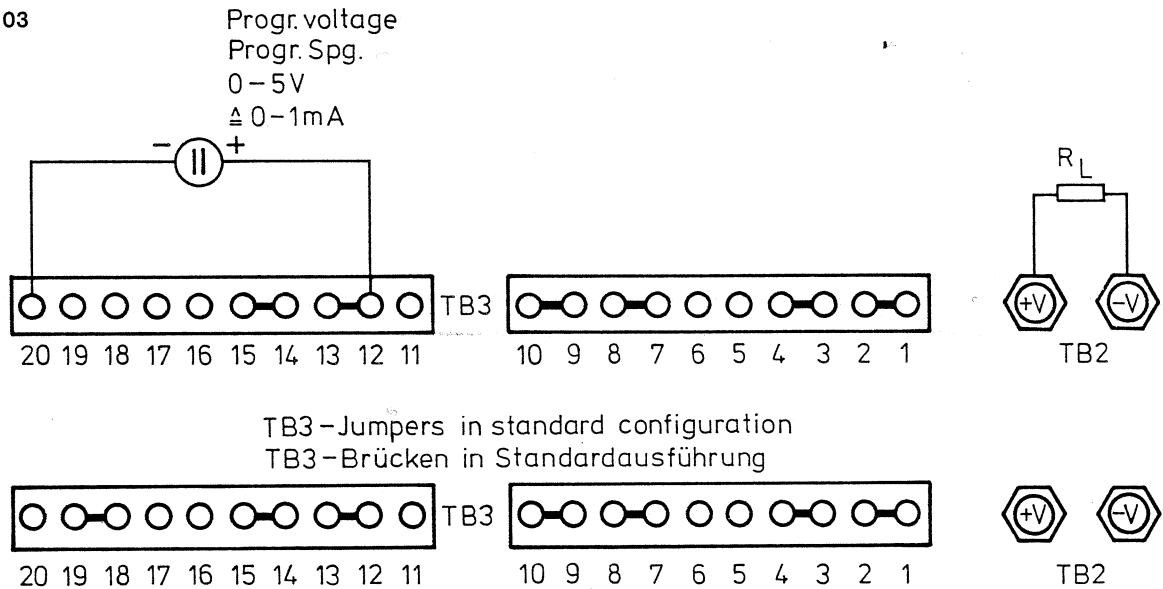 03
Progr. voltage
Progr. Spg.
0-5V
≙ 0-1mA
- +
R L
TB3
+V -V
20 19 18 17 16 15 14 13 12 11 10 9 8 7 6 5 4 3 2 1
TB2
TB3-Jumpers in standard configuration
TB3-Brücken in Standardausführung
TB3
+V -V
20 19 18 17 16 15 14 13 12 11 10 9 8 7 6 5 4 3 2 1
TB2